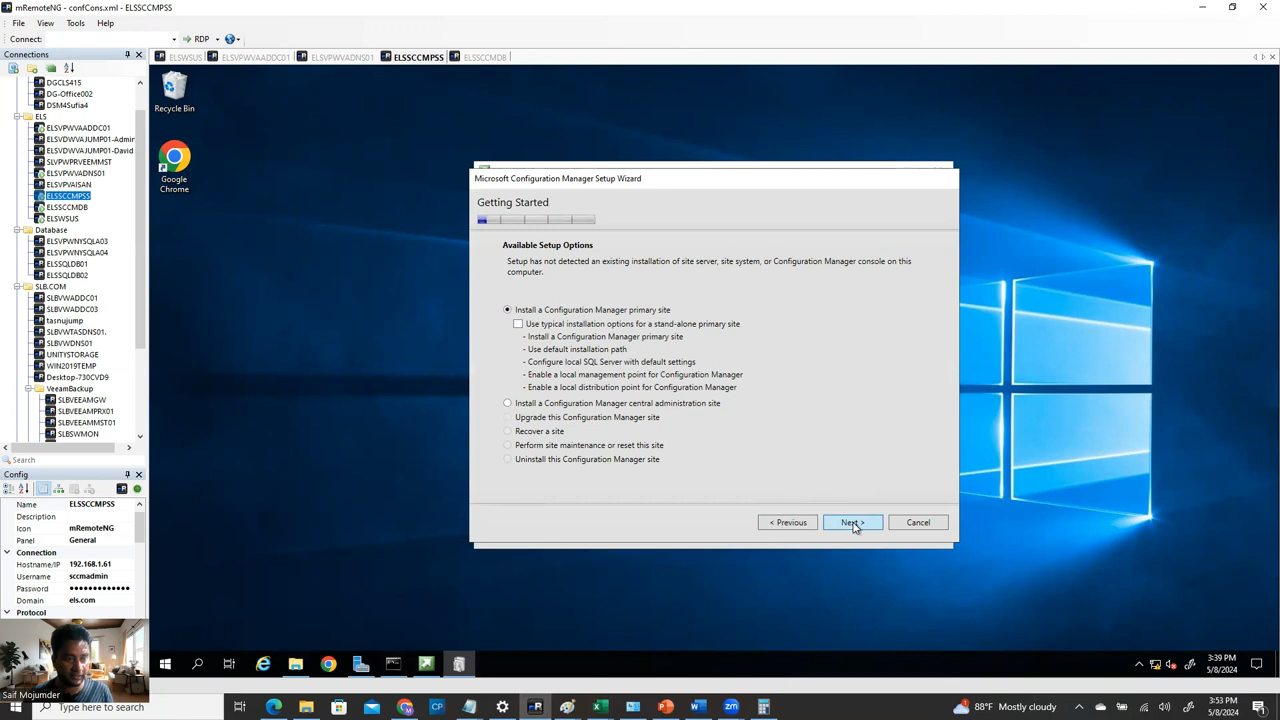 mRemoteNG - confCons.xml - ELSSCCMPSS
File View Tools Help
Connect: RDP
Connections
DGCLS415
DG-Office002
DSM4Sufia4
ELS
ELSVPWVAADDC01
ELSVDWVAJUMP01-Admin
ELSVDWVAJUMP01-David
SLVPWPRVEEMMST
ELSVPWVADNS01
ELSVPVAISAN
ELSSCCMPSS
ELSSCCMDB
ELSWSUS
Database
ELSVPWNYSQLA03
ELSVPWNYSQLA04
ELSSQLDB01
ELSSQLDB02
SLB.COM
SLBVWADDC01
SLBVWADDC03
tasnujump
SLBVWTASDNS01.
SLBVWDNS01
UNITYSTORAGE
WIN2019TEMP
Desktop-730CVD9
VeeamBackup
SLBVEEAMGW
SLBVEEAMPRX01
SLBVEEAMMST01
SLBSWMON
Search
Config
Name ELSSCCMPSS
Description
Icon mRemoteNG
Panel General
Connection
Hostname/IP 192.168.1.61
Username sccmadmin
Password ●●●●●●●●●●●●●
Domain els.com
Protocol
Saif Mojumder
ELSWSUS ELSVPWVAADDC01 ELSVPWVADNS01 ELSSCCMPSS ELSSCCMDB
Recycle Bin
Google
Chrome
Microsoft Configuration Manager Setup Wizard
Getting Started
Available Setup Options
Setup has not detected an existing installation of site server, site system, or Configuration Manager console on this
computer.
Install a Configuration Manager primary site
Use typical installation options for a stand-alone primary site
- Install a Configuration Manager primary site
- Use default installation path
- Configure local SQL Server with default settings
- Enable a local management point for Configuration Manager
- Enable a local distribution point for Configuration Manager
Install a Configuration Manager central administration site
Upgrade this Configuration Manager site
Recover a site
Perform site maintenance or reset this site
Uninstall this Configuration Manager site
< Previous Next > Cancel
3:39 PM
5/8/2024
Type here to search
88°F Mostly cloudy
3:53 PM
5/8/2024